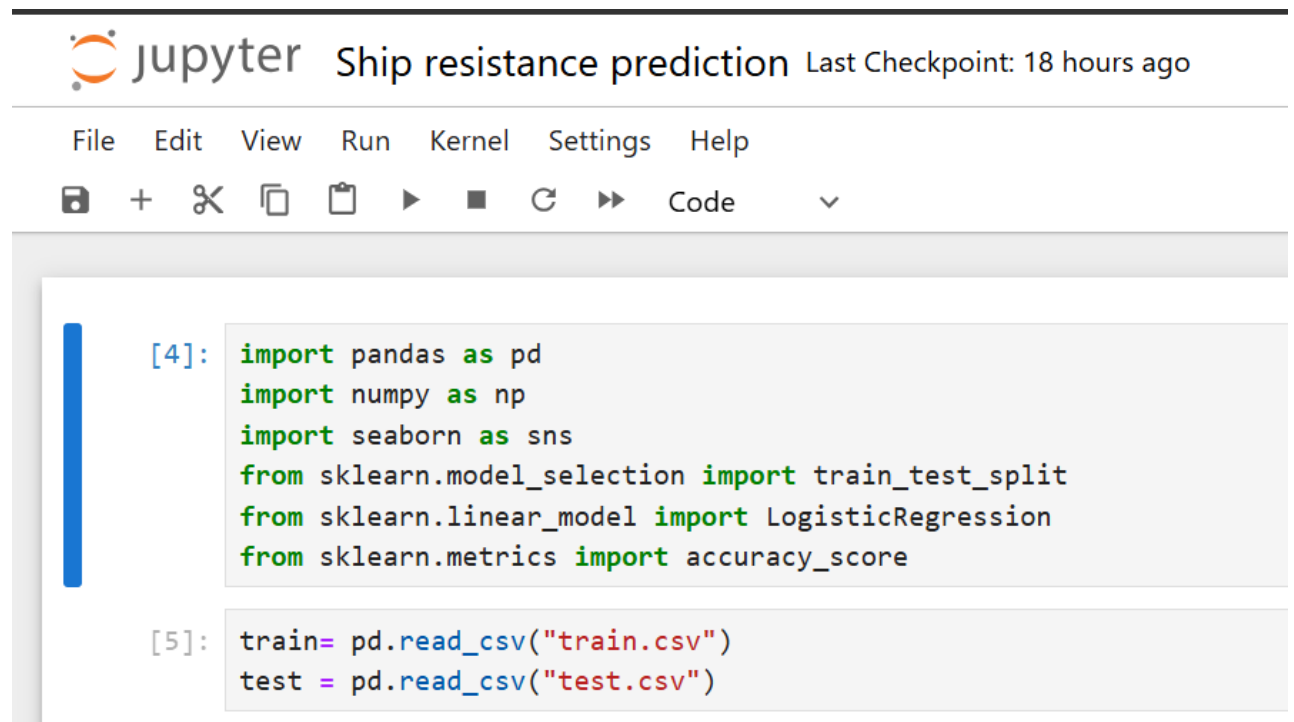 jupyter Ship resistance prediction Last Checkpoint: 18 hours ago
File Edit View Run Kernel Settings Help
Code
[4]: import pandas as pd
import numpy as np
import seaborn as sns
from sklearn.model_selection import train_test_split
from sklearn.linear_model import LogisticRegression
from sklearn.metrics import accuracy_score
[5]: train= pd.read_csv("train.csv")
test = pd.read_csv("test.csv")